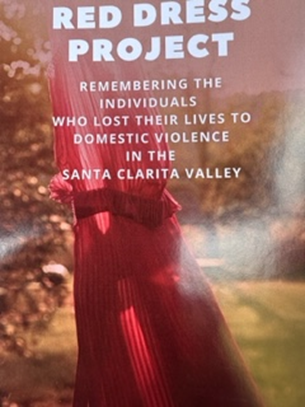 RED DRESS
PROJECT
REMEMBERING THE
INDIVIDUALS
WHO LOST THEIR LIVES TO
DOMESTIC VIOLENCE
IN THE
SANTA CLARITA VALLEY